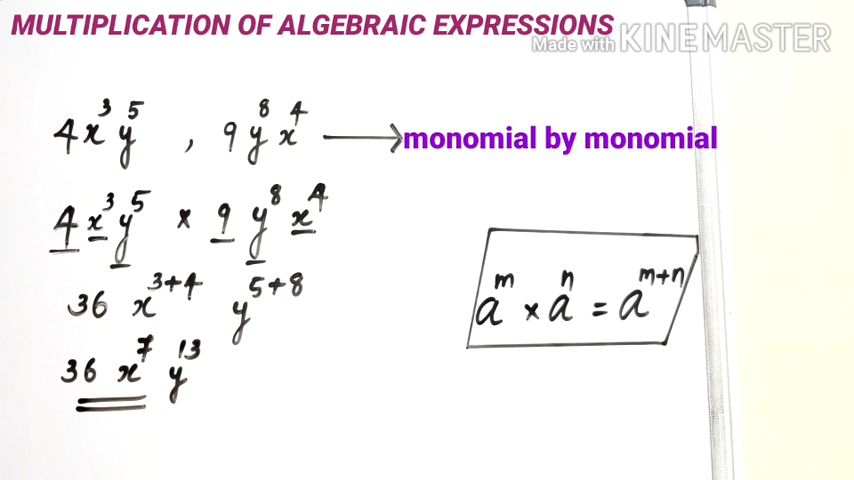 MULTIPLICATION OF ALGEBRAIC EXPRESSIONS
Made with KINEMASTER
4x³y⁵ , 9y⁸x⁴ ⟶ monomial by monomial
4x³y⁵ × 9y⁸x⁴
36 x³⁺⁴ y⁵⁺⁸
aᵐ × aⁿ = aᵐ⁺ⁿ
36 x⁷ y¹³